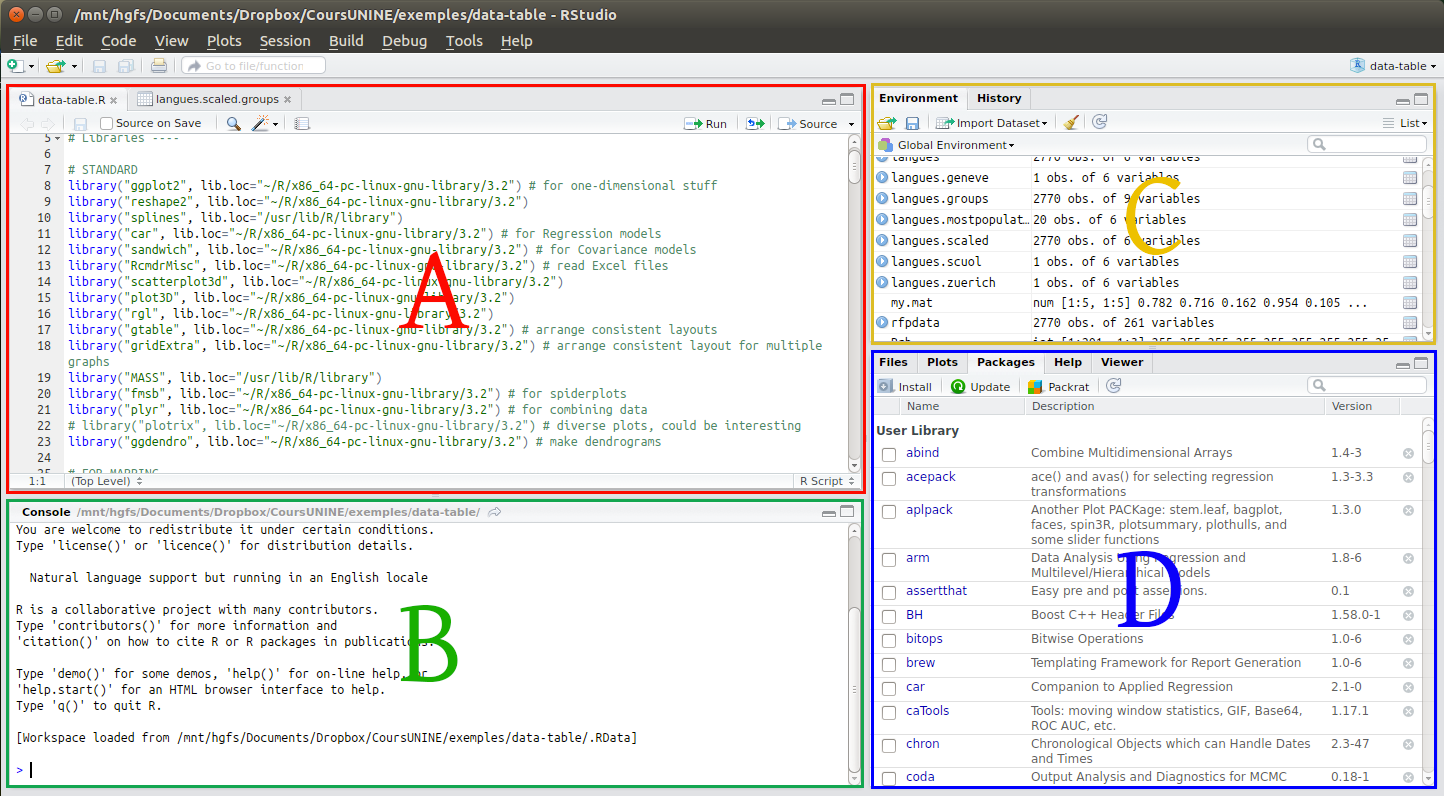 /mnt/hgfs/Documents/Dropbox/CoursUNINE/exemples/data-table - RStudio
File Edit Code View Plots Session Build Debug Tools Help
Go to file/function
data-table
data-table.R
langues.scaled.groups
Source on Save
Run
Source
5 # Libraries ----
6
7 # STANDARD
8 library("ggplot2", lib.loc="~/R/x86_64-pc-linux-gnu-library/3.2") # for one-dimensional stuff
9 library("reshape2", lib.loc="~/R/x86_64-pc-linux-gnu-library/3.2")
10 library("splines", lib.loc="/usr/lib/R/library")
11 library("car", lib.loc="~/R/x86_64-pc-linux-gnu-library/3.2") # for Regression models
12 library("sandwich", lib.loc="~/R/x86_64-pc-linux-gnu-library/3.2") # for Covariance models
13 library("RcmdrMisc", lib.loc="~/R/x86_64-pc-linux-gnu-library/3.2") # read Excel files
14 library("scatterplot3d", lib.loc="~/R/x86_64-pc-linux-gnu-library/3.2")
15 library("plot3D", lib.loc="~/R/x86_64-pc-linux-gnu-library/3.2")
16 library("rgl", lib.loc="~/R/x86_64-pc-linux-gnu-library/3.2")
17 library("gtable", lib.loc="~/R/x86_64-pc-linux-gnu-library/3.2") # arrange consistent layouts
18 library("gridExtra", lib.loc="~/R/x86_64-pc-linux-gnu-library/3.2") # arrange consistent layout for multiple
graphs
19 library("MASS", lib.loc="/usr/lib/R/library")
20 library("fmsb", lib.loc="~/R/x86_64-pc-linux-gnu-library/3.2") # for spiderplots
21 library("plyr", lib.loc="~/R/x86_64-pc-linux-gnu-library/3.2") # for combining data
22 # library("plotrix", lib.loc="~/R/x86_64-pc-linux-gnu-library/3.2") # diverse plots, could be interesting
23 library("ggdendro", lib.loc="~/R/x86_64-pc-linux-gnu-library/3.2") # make dendrograms
24
25 # FOR MAPPING
1:1 (Top Level) R Script
A
Console /mnt/hgfs/Documents/Dropbox/CoursUNINE/exemples/data-table/
You are welcome to redistribute it under certain conditions.
Type 'license()' or 'licence()' for distribution details.
Natural language support but running in an English locale
R is a collaborative project with many contributors.
Type 'contributors()' for more information and
'citation()' on how to cite R or R packages in publications.
Type 'demo()' for some demos, 'help()' for on-line help, or
'help.start()' for an HTML browser interface to help.
Type 'q()' to quit R.
[Workspace loaded from /mnt/hgfs/Documents/Dropbox/CoursUNINE/exemples/data-table/.RData]
>
B
Environment History
Import Dataset List
Global Environment
langues 2770 obs. of 6 variables
langues.geneve 1 obs. of 6 variables
langues.groups 2770 obs. of 9 variables
langues.mostpopulat… 20 obs. of 6 variables
langues.scaled 2770 obs. of 6 variables
langues.scuol 1 obs. of 6 variables
langues.zuerich 1 obs. of 6 variables
my.mat num [1:5, 1:5] 0.782 0.716 0.162 0.954 0.105 ...
rfpdata 2770 obs. of 261 variables
C
Files Plots Packages Help Viewer
Install Update Packrat
Name Description Version
User Library
abind Combine Multidimensional Arrays 1.4-3
acepack ace() and avas() for selecting regression 1.3-3.3
transformations
aplpack Another Plot PACKage: stem.leaf, bagplot, 1.3.0
faces, spin3R, plotsummary, plothulls, and
some slider functions
arm Data Analysis Using Regression and 1.8-6
Multilevel/Hierarchical Models
assertthat Easy pre and post assertions. 0.1
BH Boost C++ Header Files 1.58.0-1
bitops Bitwise Operations 1.0-6
brew Templating Framework for Report Generation 1.0-6
car Companion to Applied Regression 2.1-0
caTools Tools: moving window statistics, GIF, Base64, 1.17.1
ROC AUC, etc.
chron Chronological Objects which can Handle Dates 2.3-47
and Times
coda Output Analysis and Diagnostics for MCMC 0.18-1
D